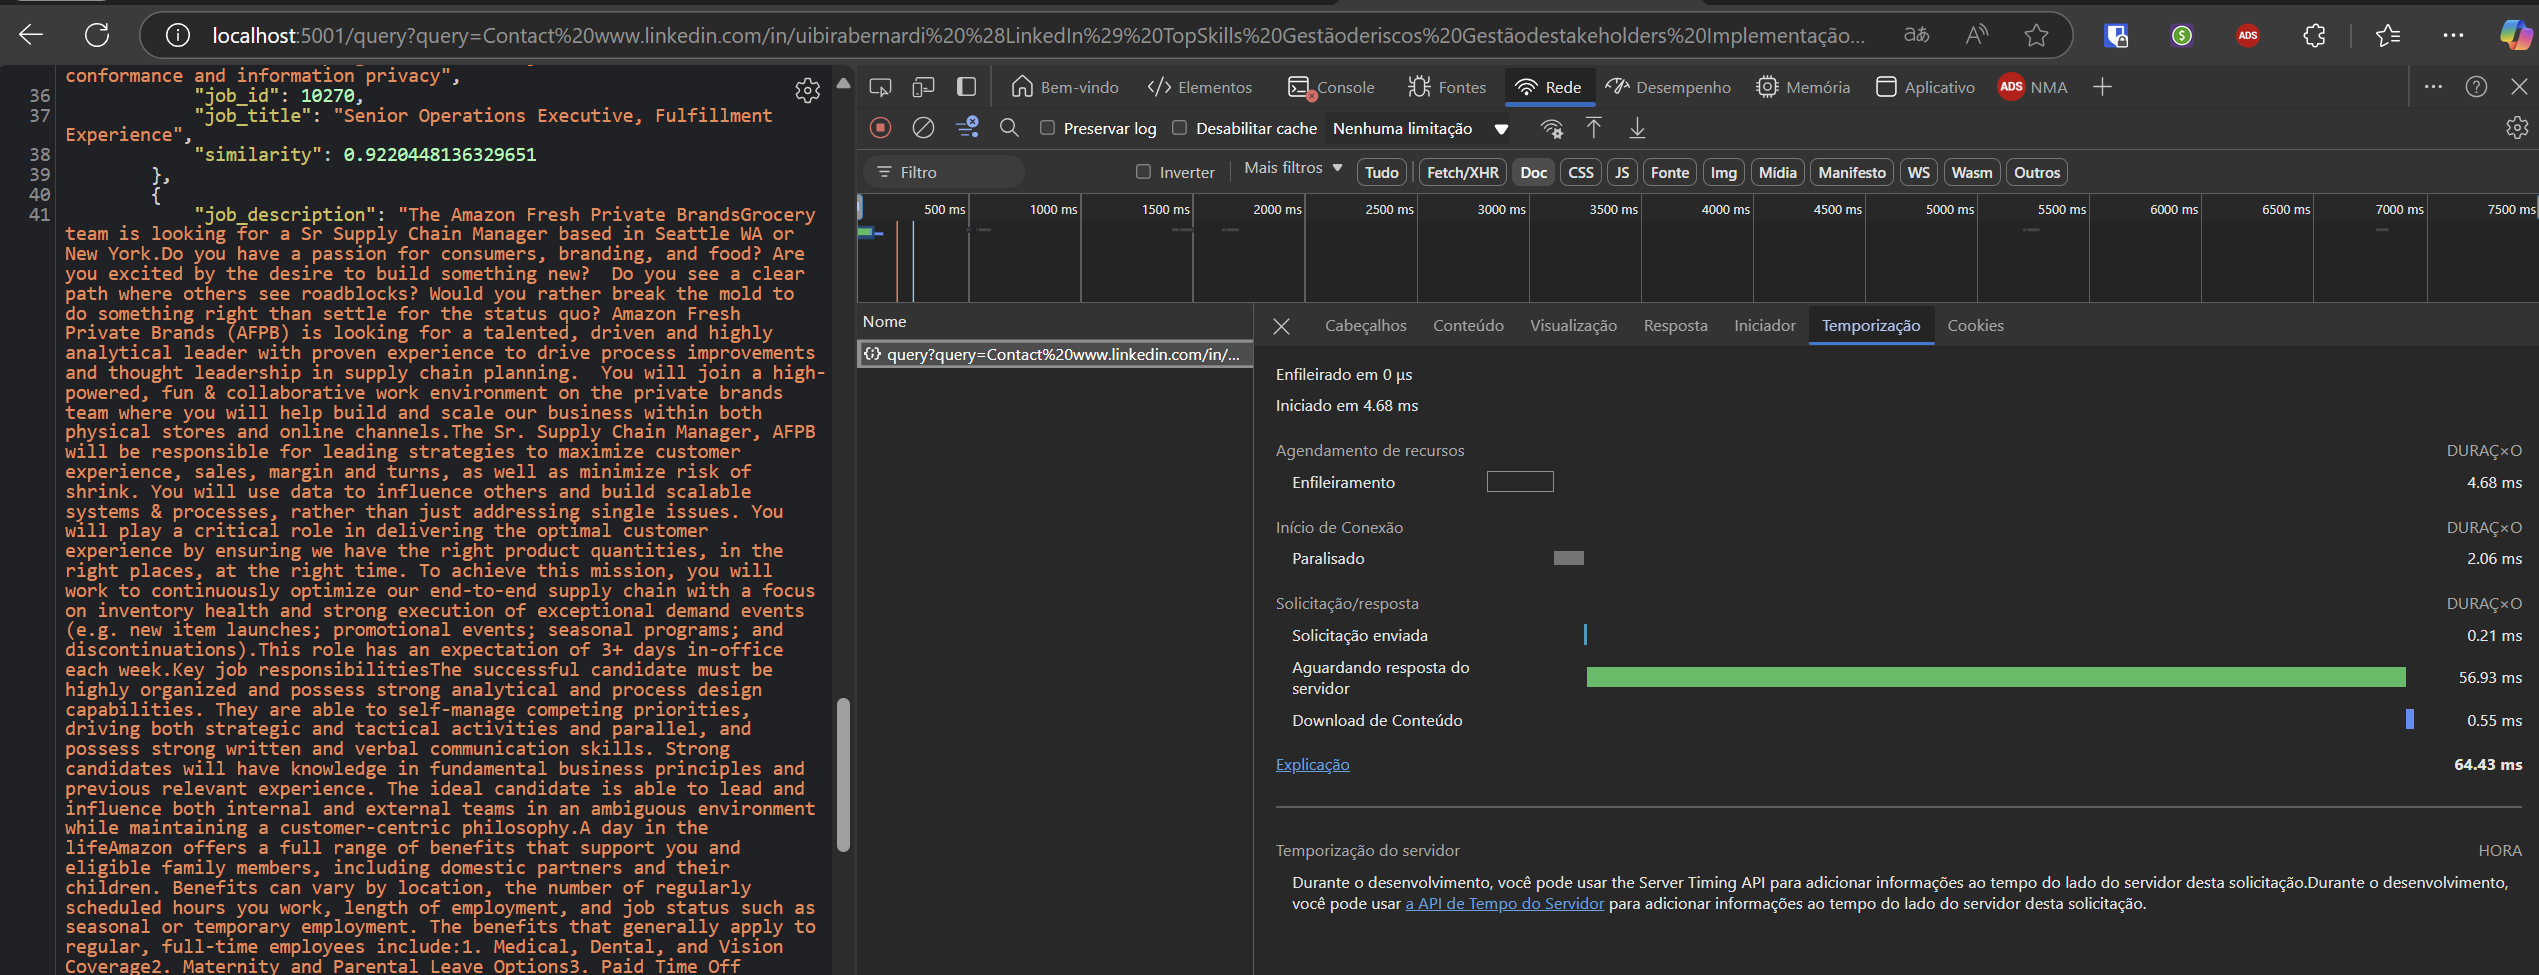 localhost:5001/query?query=Contact%20www.linkedin.com/in/uibirabernardi%20%28LinkedIn%29%20TopSkills%20Gestãoderiscos%20Gestãodestakeholders%20Implementação...
conformance and information privacy",
36 "job_id": 10270,
37 "job_title": "Senior Operations Executive, Fulfillment
Experience",
38 "similarity": 0.9220448136329651
39 },
40 {
41 "job_description": "The Amazon Fresh Private BrandsGrocery
team is looking for a Sr Supply Chain Manager based in Seattle WA or
New York.Do you have a passion for consumers, branding, and food? Are
you excited by the desire to build something new?  Do you see a clear
path where others see roadblocks? Would you rather break the mold to
do something right than settle for the status quo? Amazon Fresh
Private Brands (AFPB) is looking for a talented, driven and highly
analytical leader with proven experience to drive process improvements
and thought leadership in supply chain planning.  You will join a high-
powered, fun & collaborative work environment on the private brands
team where you will help build and scale our business within both
physical stores and online channels.The Sr. Supply Chain Manager, AFPB
will be responsible for leading strategies to maximize customer
experience, sales, margin and turns, as well as minimize risk of
shrink. You will use data to influence others and build scalable
systems & processes, rather than just addressing single issues. You
will play a critical role in delivering the optimal customer
experience by ensuring we have the right product quantities, in the
right places, at the right time. To achieve this mission, you will
work to continuously optimize our end-to-end supply chain with a focus
on inventory health and strong execution of exceptional demand events
(e.g. new item launches; promotional events; seasonal programs; and
discontinuations).This role has an expectation of 3+ days in-office
each week.Key job responsibilitiesThe successful candidate must be
highly organized and possess strong analytical and process design
capabilities. They are able to self-manage competing priorities,
driving both strategic and tactical activities and parallel, and
possess strong written and verbal communication skills. Strong
candidates will have knowledge in fundamental business principles and
previous relevant experience. The ideal candidate is able to lead and
influence both internal and external teams in an ambiguous environment
while maintaining a customer-centric philosophy.A day in the
lifeAmazon offers a full range of benefits that support you and
eligible family members, including domestic partners and their
children. Benefits can vary by location, the number of regularly
scheduled hours you work, length of employment, and job status such as
seasonal or temporary employment. The benefits that generally apply to
regular, full-time employees include:1. Medical, Dental, and Vision
Coverage2. Maternity and Parental Leave Options3. Paid Time Off
Bem-vindo Elementos Console Fontes Rede Desempenho Memória Aplicativo ADS NMA
Preservar log Desabilitar cache Nenhuma limitação
Filtro Inverter Mais filtros Tudo Fetch/XHR Doc CSS JS Fonte Img Mídia Manifesto WS Wasm Outros
500 ms 1000 ms 1500 ms 2000 ms 2500 ms 3000 ms 3500 ms 4000 ms 4500 ms 5000 ms 5500 ms 6000 ms 6500 ms 7000 ms 7500 ms
Nome
query?query=Contact%20www.linkedin.com/in/...
Cabeçalhos Conteúdo Visualização Resposta Iniciador Temporização Cookies
Enfileirado em 0 μs
Iniciado em 4.68 ms
Agendamento de recursos DURAÇ×O
Enfileiramento 4.68 ms
Início de Conexão DURAÇ×O
Paralisado 2.06 ms
Solicitação/resposta DURAÇ×O
Solicitação enviada 0.21 ms
Aguardando resposta do
servidor 56.93 ms
Download de Conteúdo 0.55 ms
Explicação 64.43 ms
Temporização do servidor HORA
Durante o desenvolvimento, você pode usar the Server Timing API para adicionar informações ao tempo do lado do servidor desta solicitação.Durante o desenvolvimento,
você pode usar a API de Tempo do Servidor para adicionar informações ao tempo do lado do servidor desta solicitação.